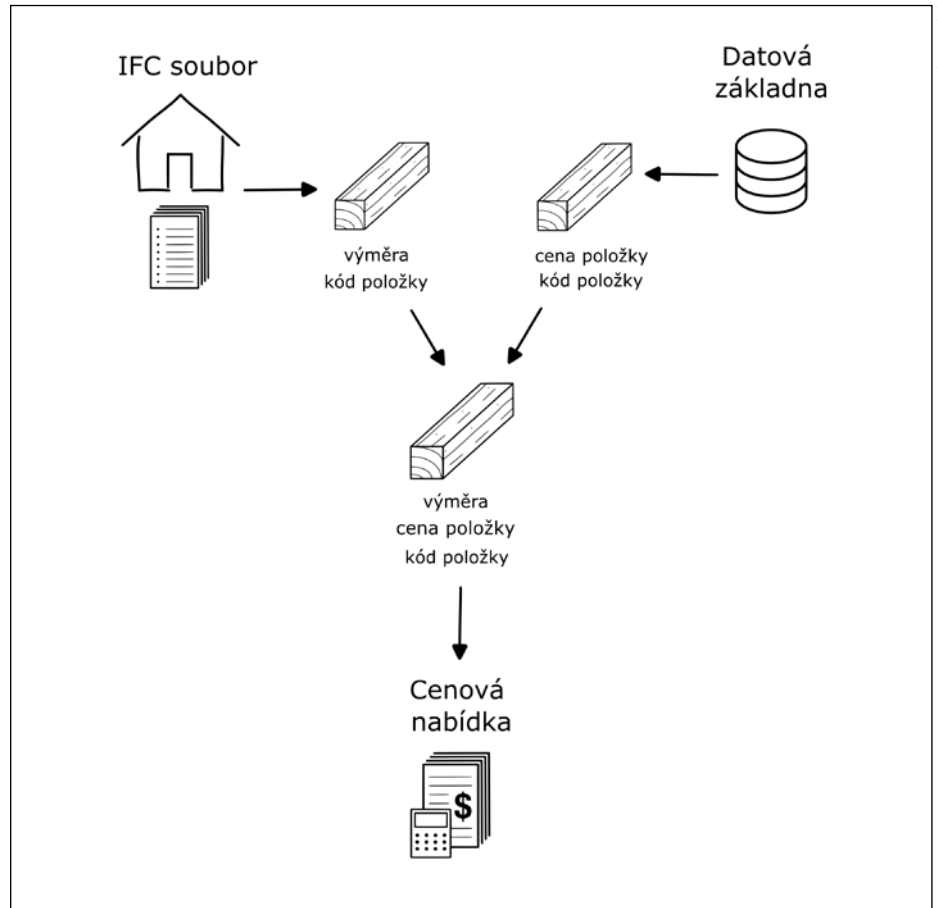 IFC soubor
Datová
základna
výměra
kód položky
cena položky
kód položky
výměra
cena položky
kód položky
Cenová
nabídka
$